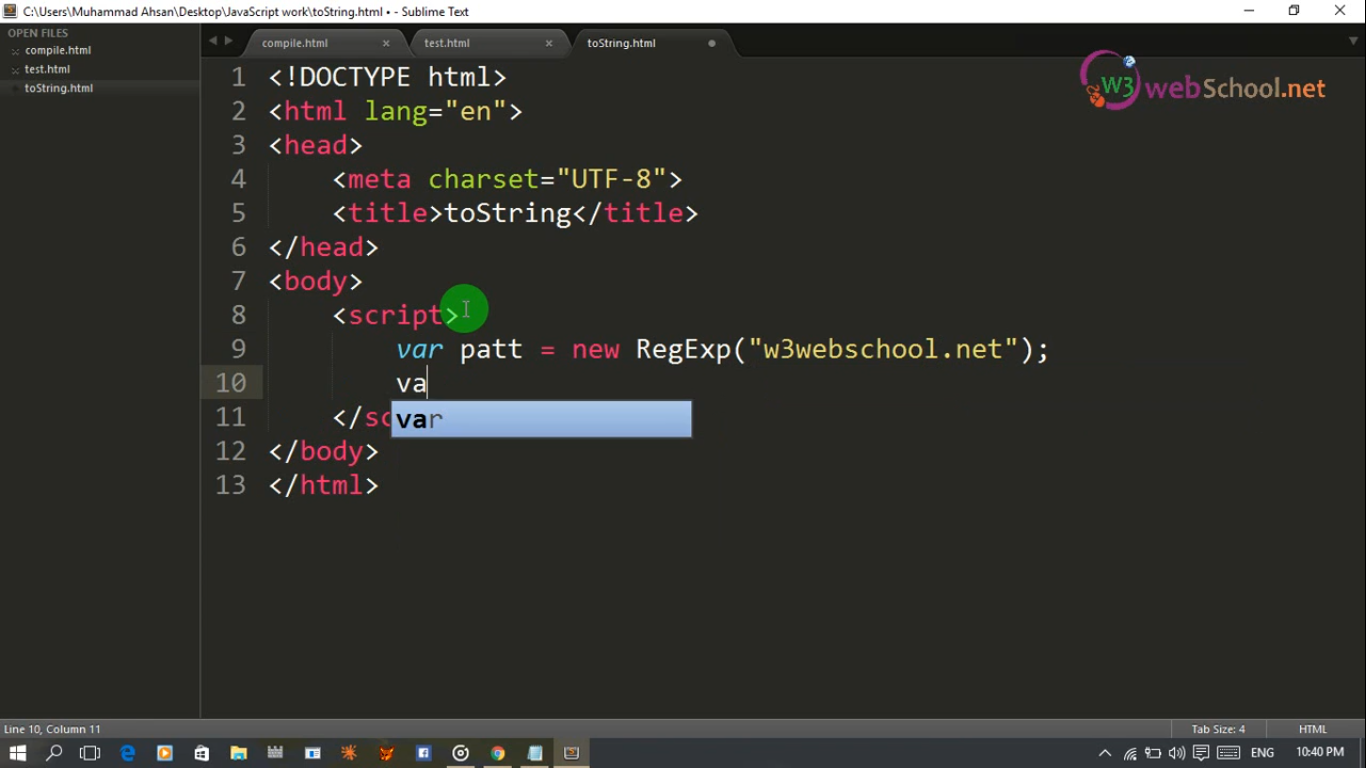 C:\Users\Muhammad Ahsan\Desktop\JavaScript work\toString.html • - Sublime Text
OPEN FILES
compile.html
test.html
toString.html
compile.html × test.html × toString.html
W3 webSchool.net
1 <!DOCTYPE html>
2 <html lang="en">
3 <head>
4 <meta charset="UTF-8">
5 <title>toString</title>
6 </head>
7 <body>
8 <script>
9 var patt = new RegExp("w3webschool.net");
10 va
11 </sc
var
12 </body>
13 </html>
Line 10, Column 11 Tab Size: 4 HTML
ENG 10:40 PM